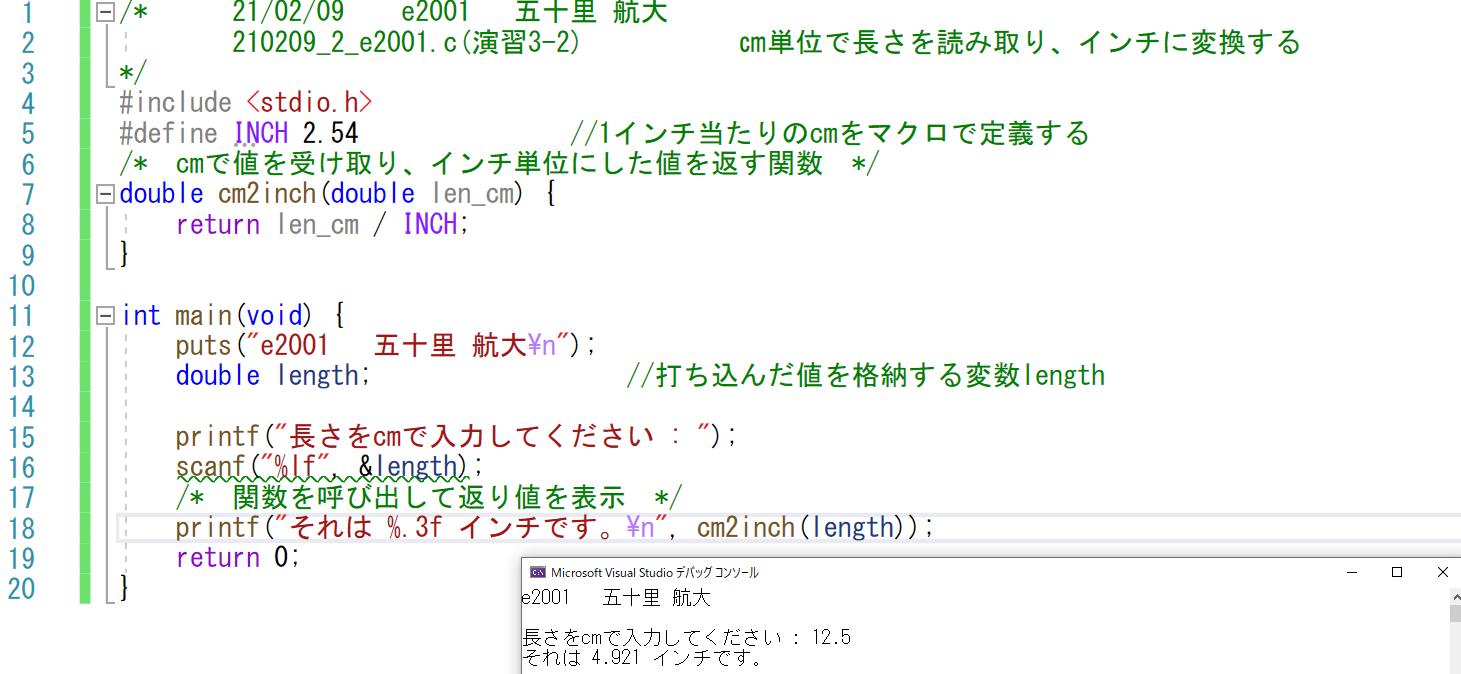 1 /* 21/02/09 e2001 五十里 航大
2 210209_2_e2001.c(演習3-2) cm単位で長さを読み取り、インチに変換する
3 */
4 #include <stdio.h>
5 #define INCH 2.54 //1インチ当たりのcmをマクロで定義する
6 /* cmで値を受け取り、インチ単位にした値を返す関数 */
7 double cm2inch(double len_cm) {
8 return len_cm / INCH;
9 }
10
11 int main(void) {
12 puts("e2001 五十里 航大¥n");
13 double length; //打ち込んだ値を格納する変数length
14
15 printf("長さをcmで入力してください : ");
16 scanf("%lf", &length);
17 /* 関数を呼び出して返り値を表示 */
18 printf("それは %.3f インチです。¥n", cm2inch(length));
19 return 0;
20 }
Microsoft Visual Studio デバッグ コンソール
e2001 五十里 航大
長さをcmで入力してください : 12.5
それは 4.921 インチです。